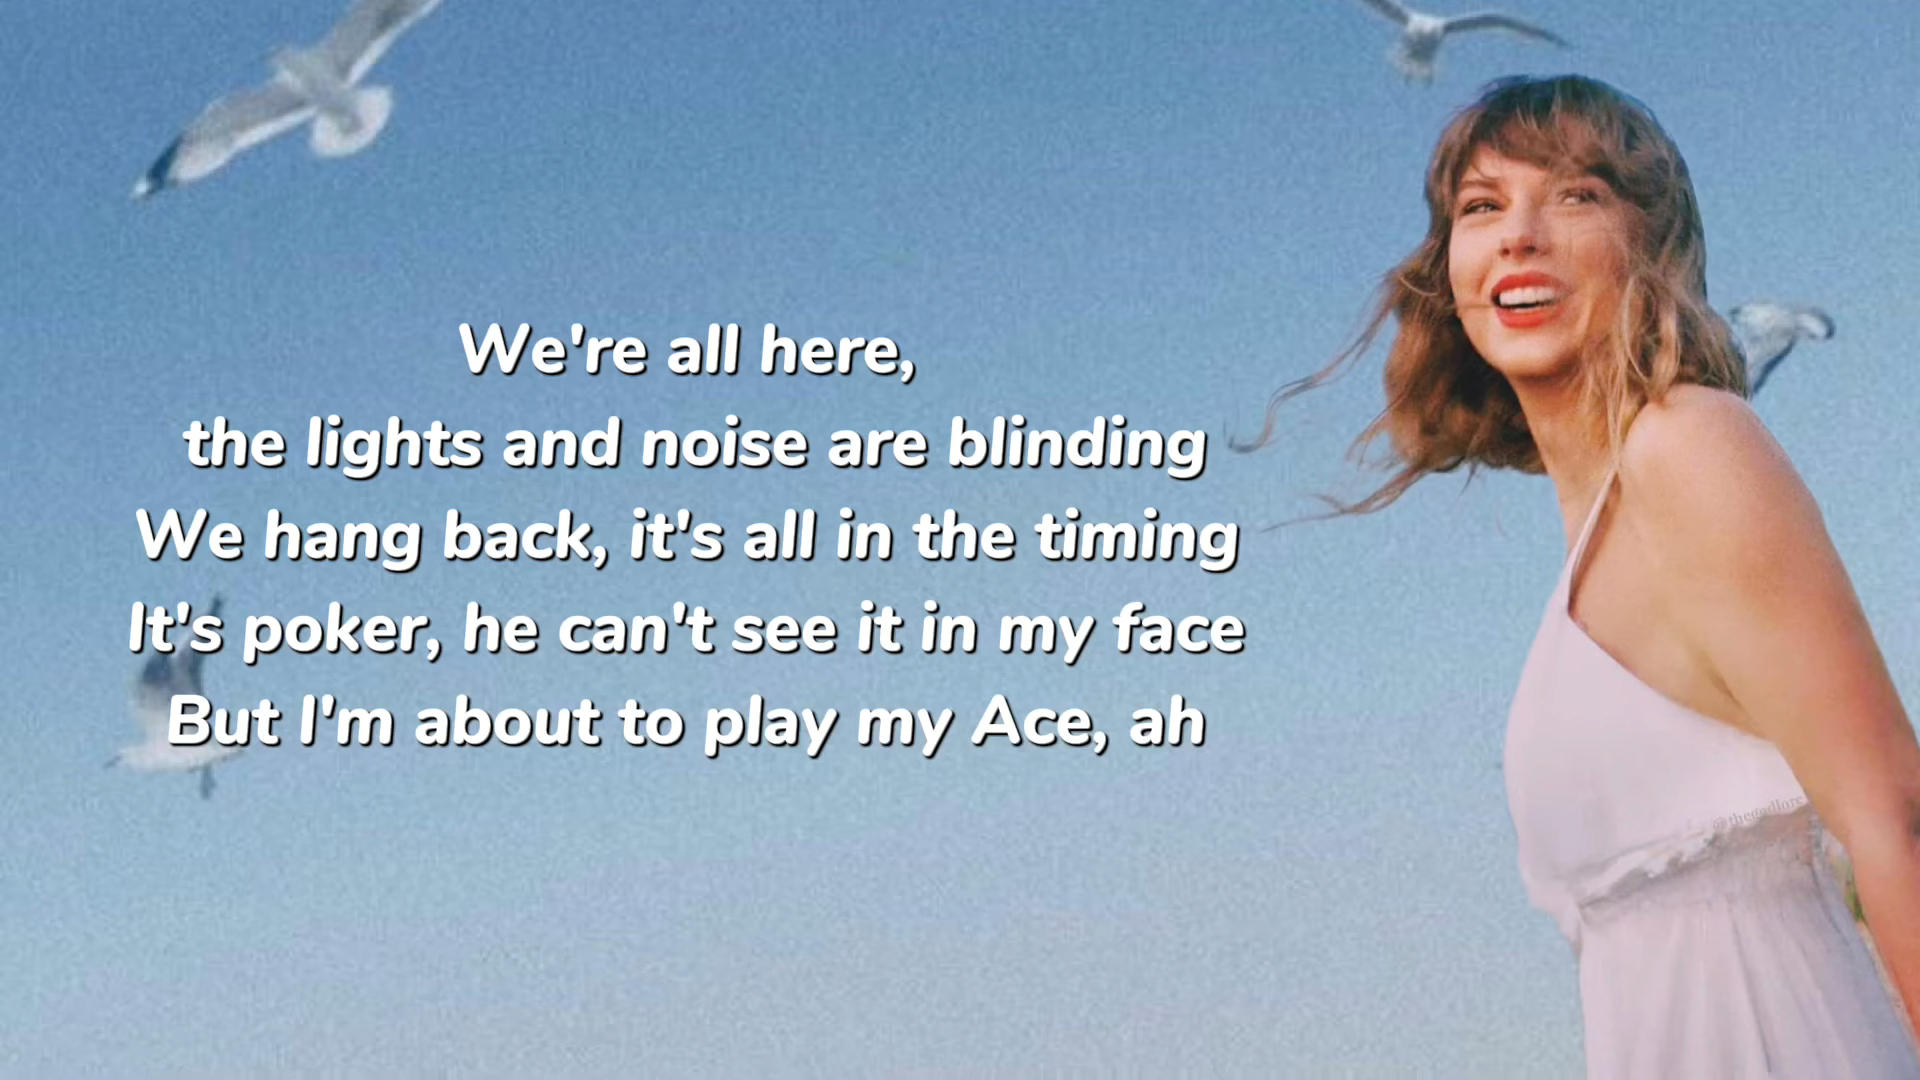 We're all here,
the lights and noise are blinding
We hang back, it's all in the timing
It's poker, he can't see it in my face
But I'm about to play my Ace, ah